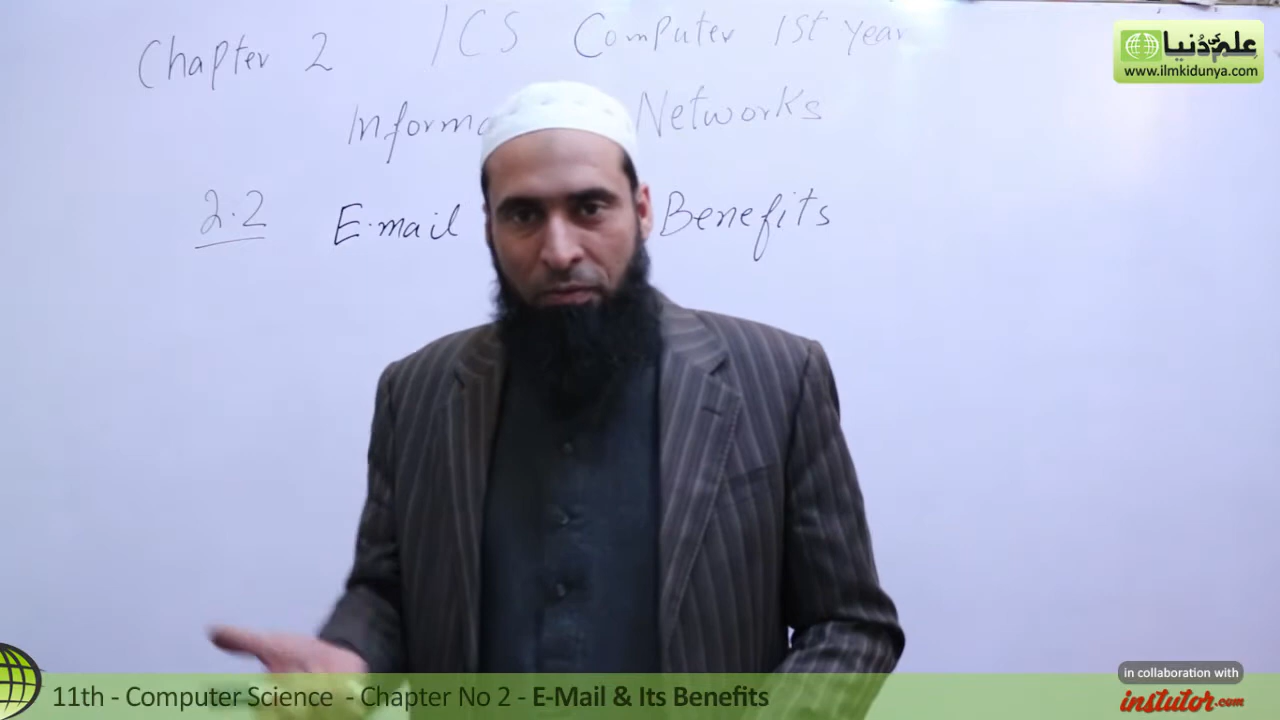 Chapter 2 ICS Computer 1st year
Networks
2.2 E.mail Benefits
علم کی دنیا
www.ilmkidunya.com
11th - Computer Science - Chapter No 2 - E-Mail & Its Benefits
in collaboration with
instutor.com